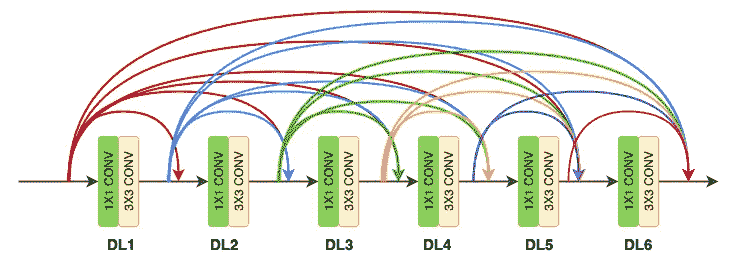 1X1 CONV
3X3 CONV
1X1 CONV
3X3 CONV
1X1 CONV
3X3 CONV
1X1 CONV
3X3 CONV
1X1 CONV
3X3 CONV
1X1 CONV
3X3 CONV
DL1
DL2
DL3
DL4
DL5
DL6